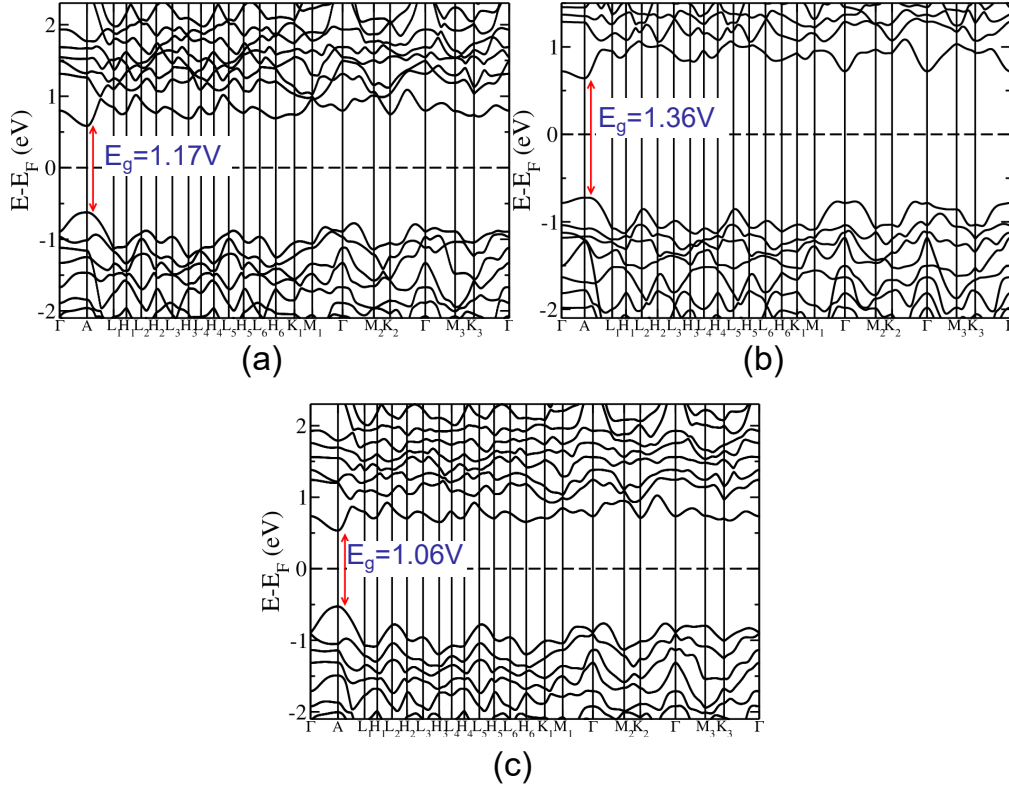 2
1
0
-1
-2
E-E_F (eV)
E_g=1.17V
Γ A L_1 H_1 L_2 H_2 L_3 H_3 L_4 H_4 L_5 H_5 L_6 H_6 K_1 M_1 Γ M_2 K_2 Γ M_3 K_3 Γ
(a)
1
0
-1
-2
E-E_F (eV)
E_g=1.36V
Γ A L_1 H_1 L_2 H_2 L_3 H_3 L_4 H_4 L_5 H_5 L_6 H_6 K_1 M_1 Γ M_2 K_2 Γ M_3 K_3 Γ
(b)
2
1
0
-1
-2
E-E_F (eV)
E_g=1.06V
Γ A L_1 H_1 L_2 H_2 L_3 H_3 L_4 H_4 L_5 H_5 L_6 H_6 K_1 M_1 Γ M_2 K_2 Γ M_3 K_3 Γ
(c)